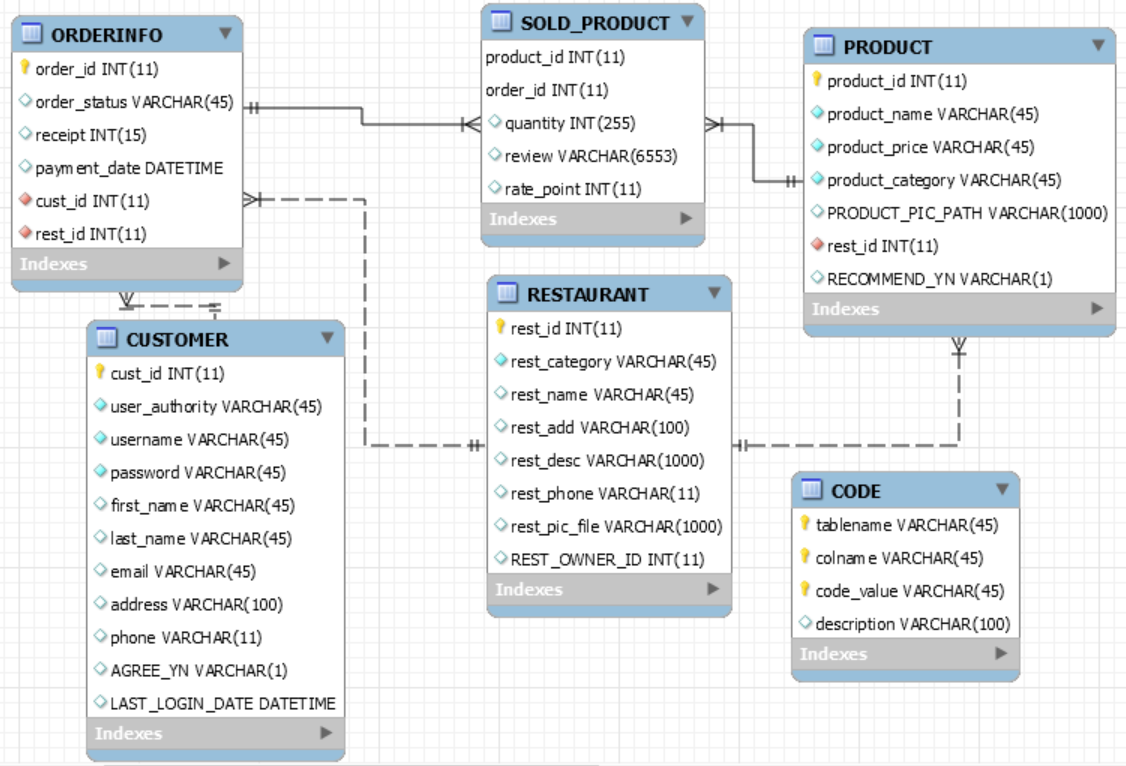 ORDERINFO
order_id INT(11)
order_status VARCHAR(45)
receipt INT(15)
payment_date DATETIME
cust_id INT(11)
rest_id INT(11)
Indexes
SOLD_PRODUCT
product_id INT(11)
order_id INT(11)
quantity INT(255)
review VARCHAR(6553)
rate_point INT(11)
Indexes
PRODUCT
product_id INT(11)
product_name VARCHAR(45)
product_price VARCHAR(45)
product_category VARCHAR(45)
PRODUCT_PIC_PATH VARCHAR(1000)
rest_id INT(11)
RECOMMEND_YN VARCHAR(1)
Indexes
CUSTOMER
cust_id INT(11)
user_authority VARCHAR(45)
username VARCHAR(45)
password VARCHAR(45)
first_name VARCHAR(45)
last_name VARCHAR(45)
email VARCHAR(45)
address VARCHAR(100)
phone VARCHAR(11)
AGREE_YN VARCHAR(1)
LAST_LOGIN_DATE DATETIME
Indexes
RESTAURANT
rest_id INT(11)
rest_category VARCHAR(45)
rest_name VARCHAR(45)
rest_add VARCHAR(100)
rest_desc VARCHAR(1000)
rest_phone VARCHAR(11)
rest_pic_file VARCHAR(1000)
REST_OWNER_ID INT(11)
Indexes
CODE
tablename VARCHAR(45)
colname VARCHAR(45)
code_value VARCHAR(45)
description VARCHAR(100)
Indexes